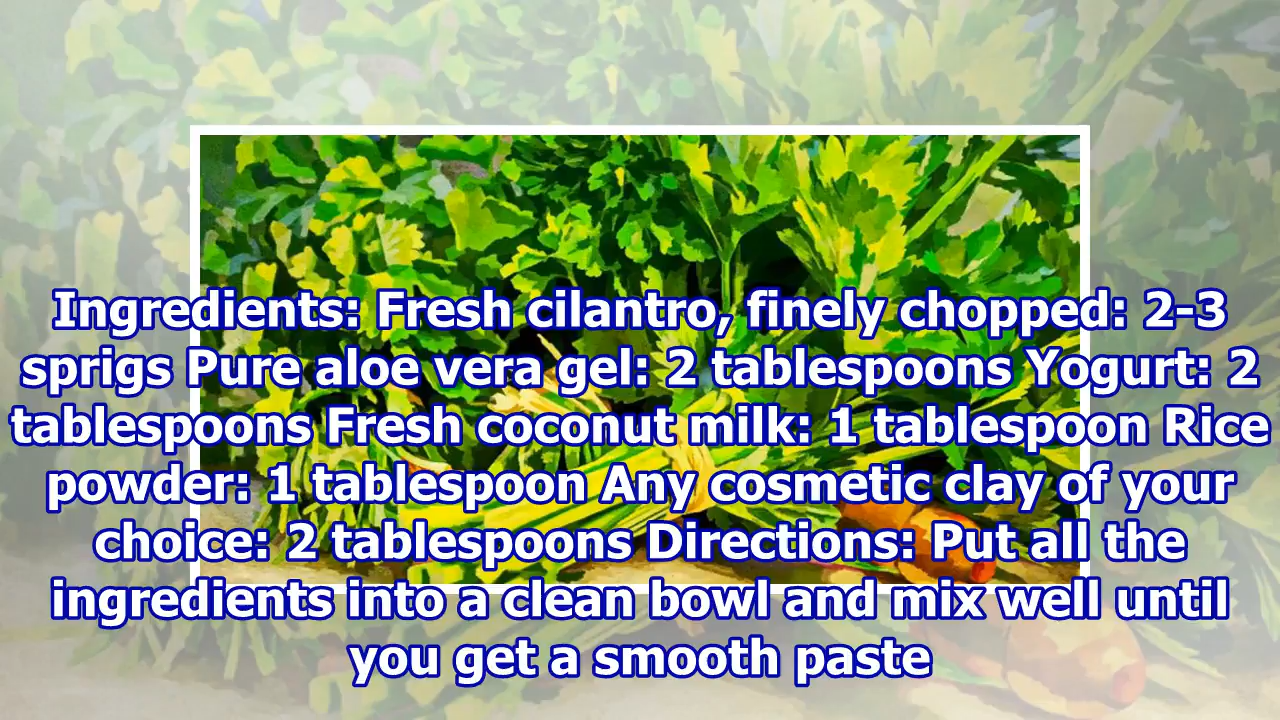 Ingredients: Fresh cilantro, finely chopped: 2-3
sprigs Pure aloe vera gel: 2 tablespoons Yogurt: 2
tablespoons Fresh coconut milk: 1 tablespoon Rice
powder: 1 tablespoon Any cosmetic clay of your
choice: 2 tablespoons Directions: Put all the
ingredients into a clean bowl and mix well until
you get a smooth paste